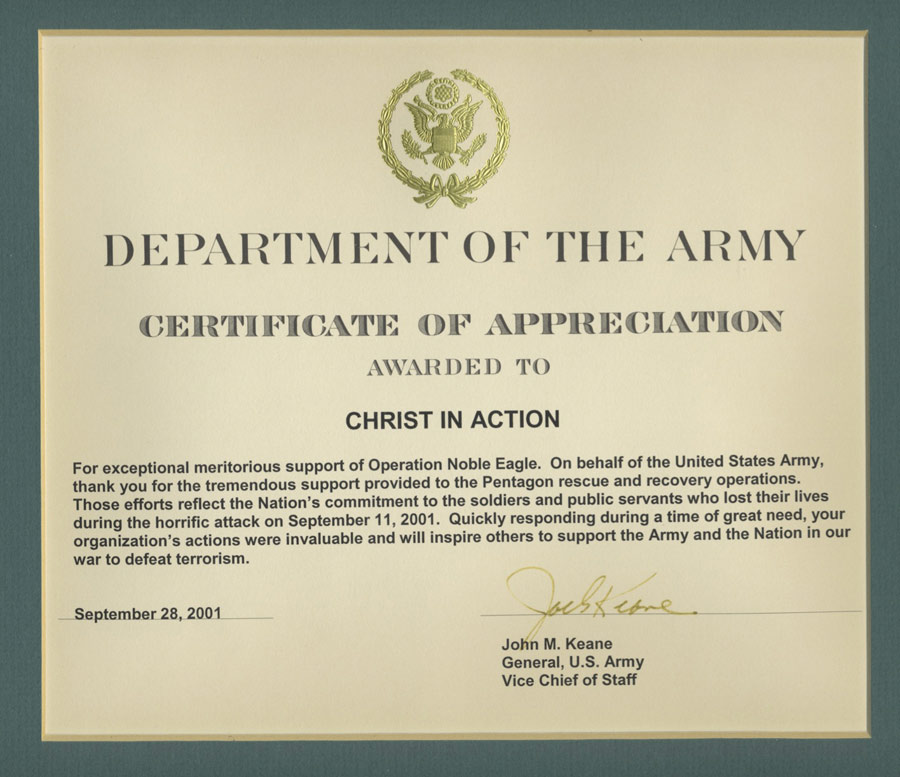 DEPARTMENT OF THE ARMY
CERTIFICATE OF APPRECIATION
AWARDED TO
CHRIST IN ACTION
For exceptional meritorious support of Operation Noble Eagle.  On behalf of the United States Army,
thank you for the tremendous support provided to the Pentagon rescue and recovery operations.
Those efforts reflect the Nation's commitment to the soldiers and public servants who lost their lives
during the horrific attack on September 11, 2001.  Quickly responding during a time of great need, your
organization's actions were invaluable and will inspire others to support the Army and the Nation in our
war to defeat terrorism.
September 28, 2001
John M. Keane
General, U.S. Army
Vice Chief of Staff